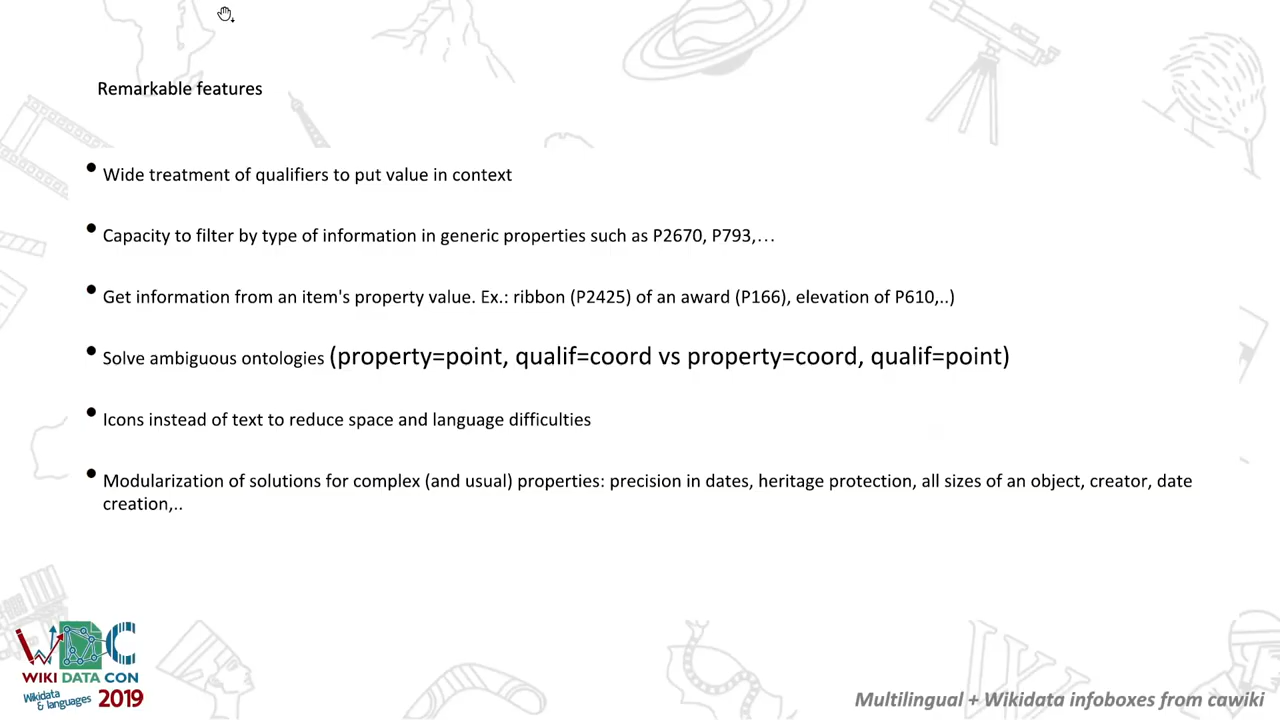 Remarkable features
• Wide treatment of qualifiers to put value in context
• Capacity to filter by type of information in generic properties such as P2670, P793,…
• Get information from an item's property value. Ex.: ribbon (P2425) of an award (P166), elevation of P610,..)
• Solve ambiguous ontologies (property=point, qualif=coord vs property=coord, qualif=point)
• Icons instead of text to reduce space and language difficulties
• Modularization of solutions for complex (and usual) properties: precision in dates, heritage protection, all sizes of an object, creator, date
creation,..
WDC
WIKI DATA CON
Wikidata
& languages 2019
Multilingual + Wikidata infoboxes from cawiki